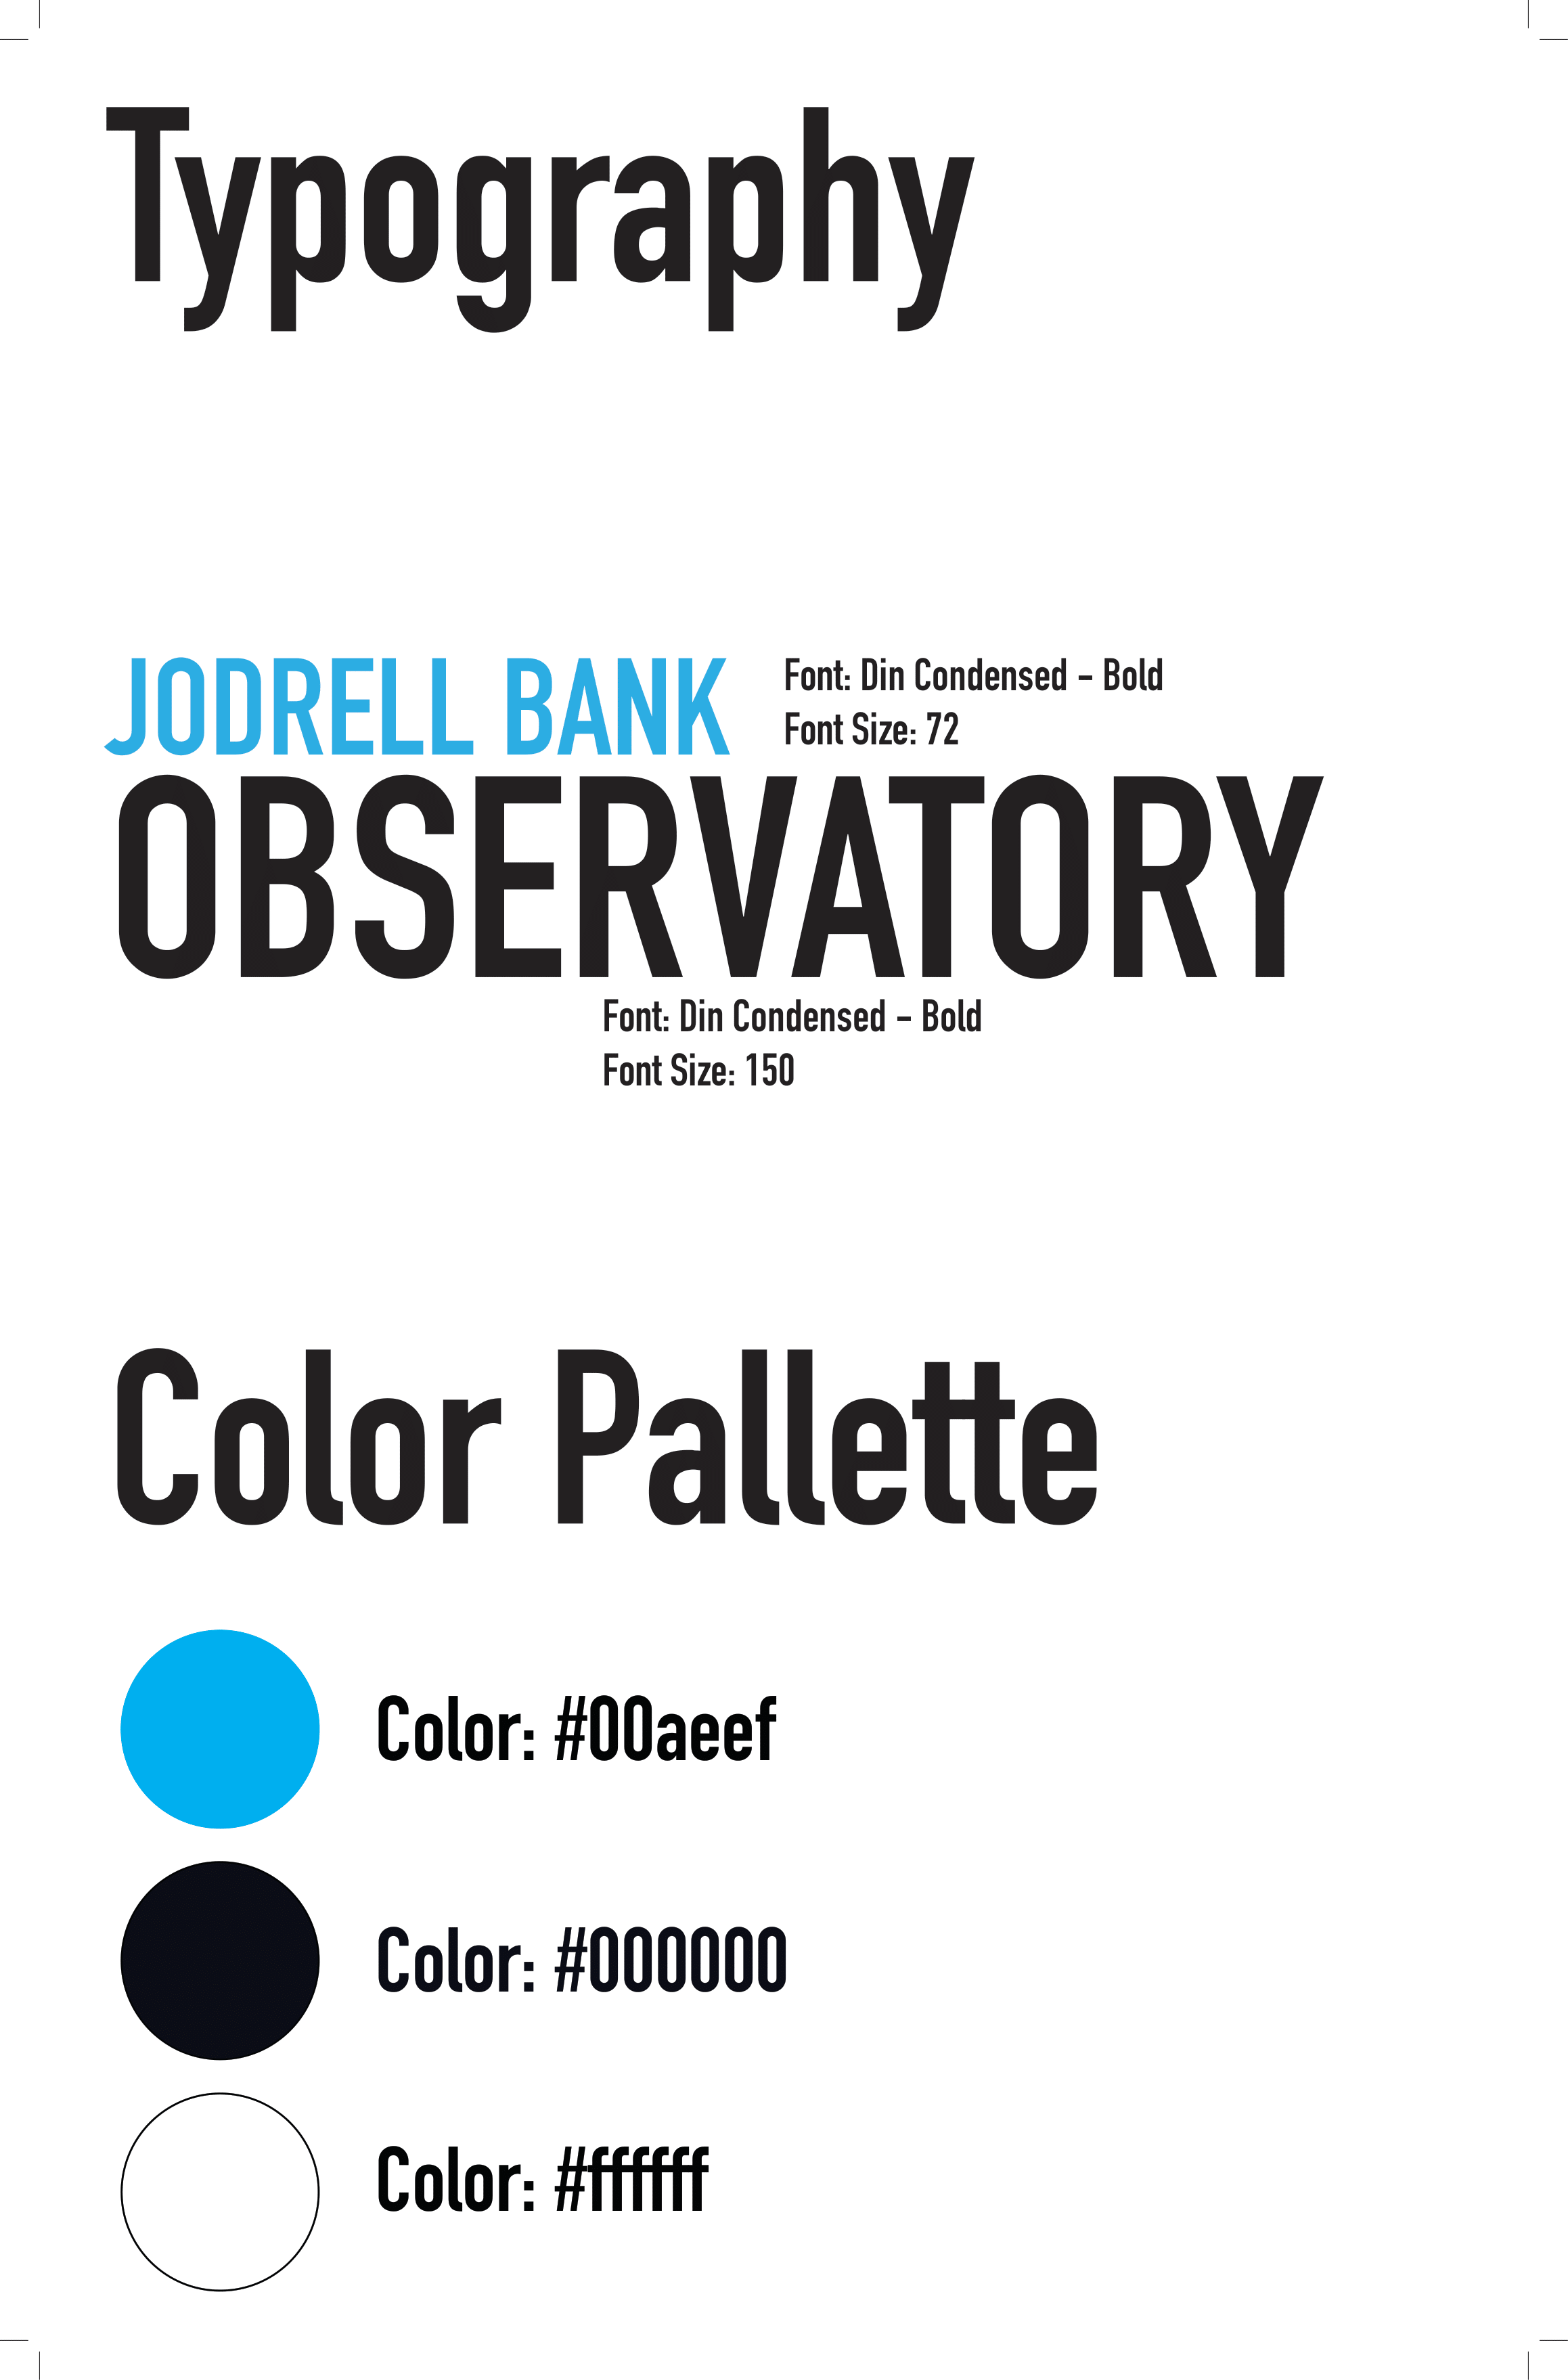 Typography
JODRELL BANK
Font: Din Condensed – Bold
Font Size: 72
OBSERVATORY
Font: Din Condensed – Bold
Font Size: 150
Color Pallette
Color: #00aeef
Color: #000000
Color: #ffffff